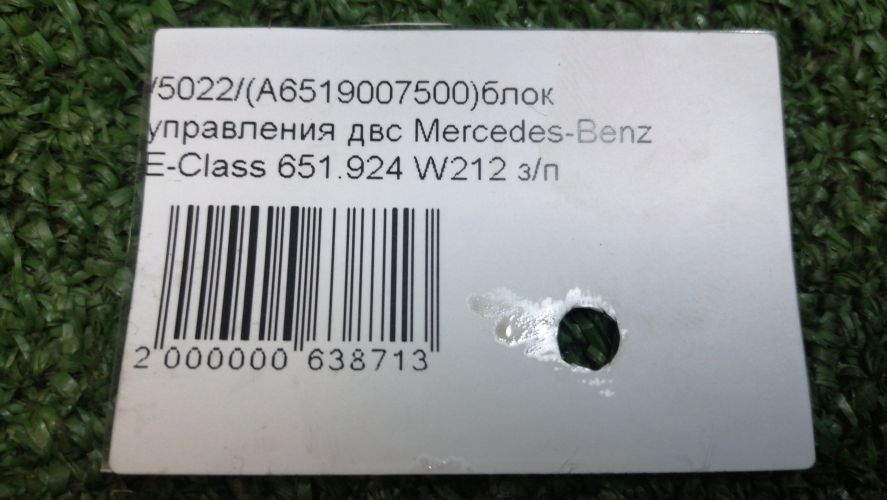 /5022/(A6519007500)блок
управления двс Mercedes-Benz
E-Class 651.924 W212 з/п
2 000000 638713